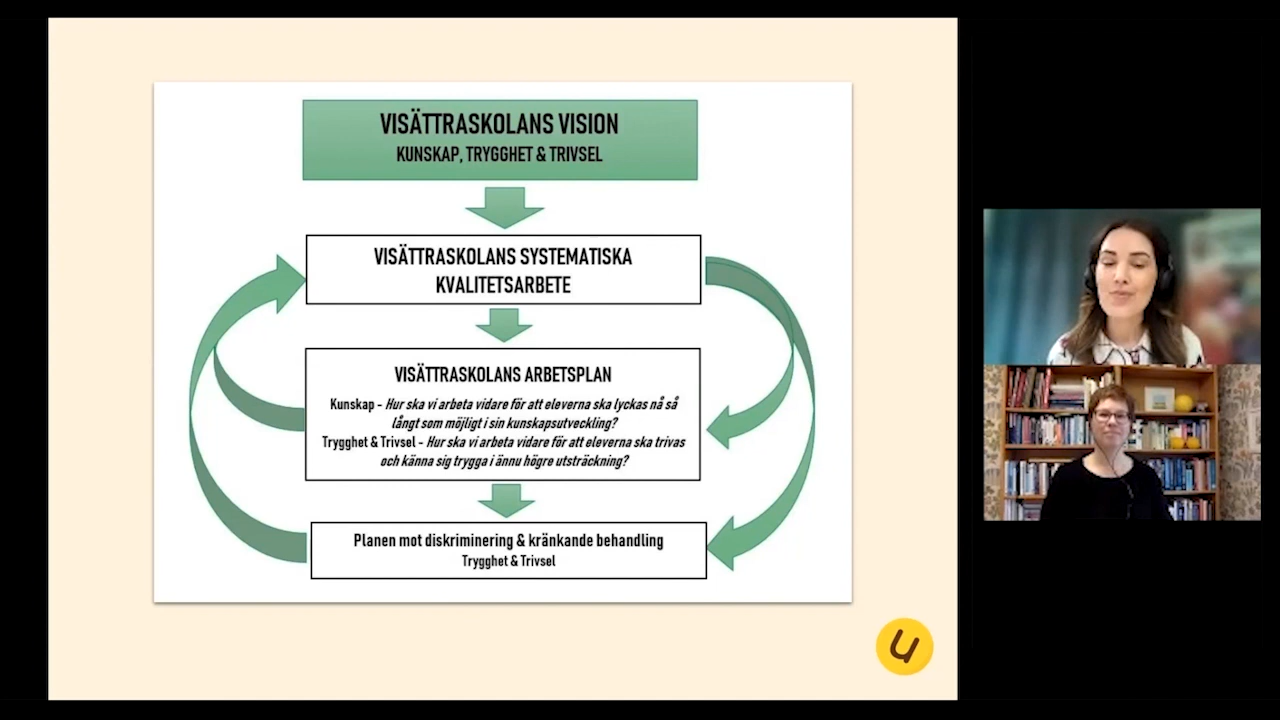 VISÄTTRASKOLANS VISION
KUNSKAP, TRYGGHET & TRIVSEL
VISÄTTRASKOLANS SYSTEMATISKA
KVALITETSARBETE
VISÄTTRASKOLANS ARBETSPLAN
Kunskap - Hur ska vi arbeta vidare för att eleverna ska lyckas nå så
långt som möjligt i sin kunskapsutveckling?
Trygghet & Trivsel - Hur ska vi arbeta vidare för att eleverna ska trivas
och känna sig trygga i ännu högre utsträckning?
Planen mot diskriminering & kränkande behandling
Trygghet & Trivsel
u